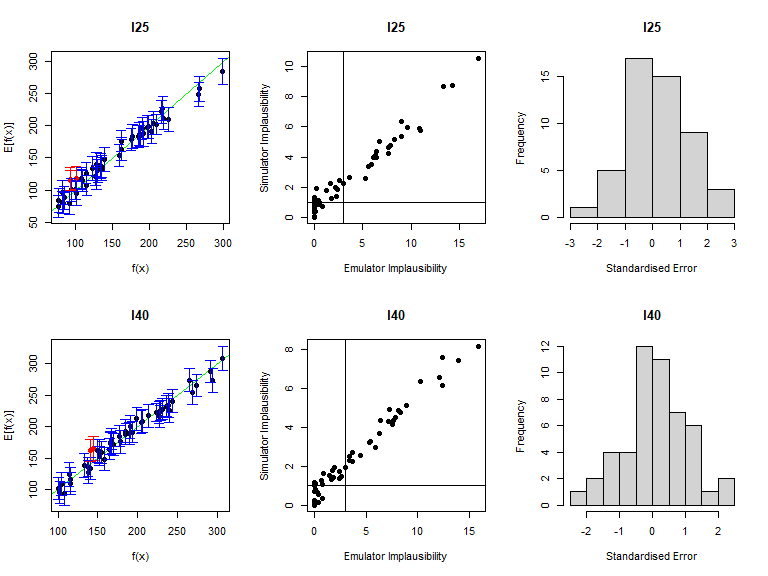 I25
E[f(x)]
50 100 150 200 250 300
100 150 200 250 300
f(x)
I25
Simulator Implausibility
0 2 4 6 8 10
0 5 10 15
Emulator Implausibility
I25
Frequency
0 5 10 15
-3 -2 -1 0 1 2 3
Standardised Error
I40
E[f(x)]
100 150 200 250 300
100 150 200 250 300
f(x)
I40
Simulator Implausibility
0 2 4 6 8
0 5 10 15
Emulator Implausibility
I40
Frequency
0 2 4 6 8 10 12
-2 -1 0 1 2
Standardised Error